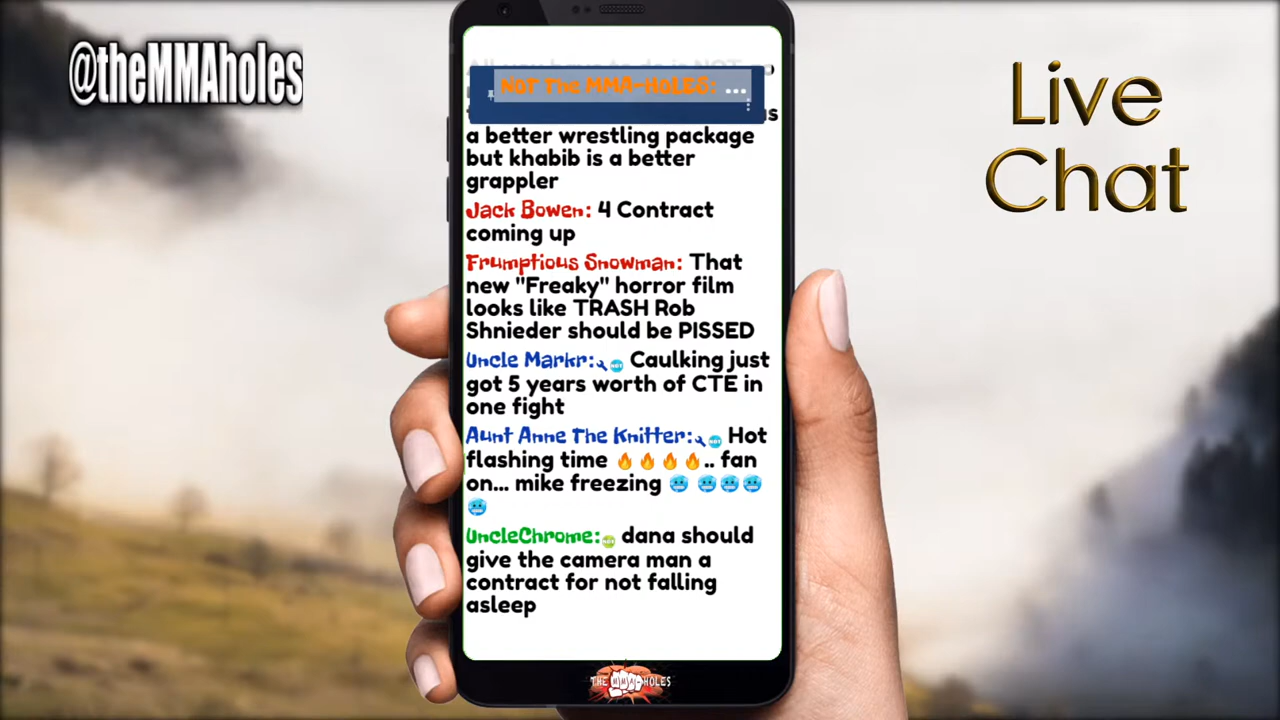 @theMMAholes
Live
Chat
NOT The MMA-HOLES: ...
a better wrestling package
but khabib is a better
grappler
Jack Bowen: 4 Contract
coming up
Frumptious Snowman: That
new "Freaky" horror film
looks like TRASH Rob
Shnieder should be PISSED
Uncle Markr: NOT Caulking just
got 5 years worth of CTE in
one fight
Aunt Anne The Knitter: NOT Hot
flashing time 🔥🔥🔥🔥.. fan
on... mike freezing 🥶🥶🥶🥶
🥶
UncleChrome: NOT dana should
give the camera man a
contract for not falling
asleep
THE MMA-HOLES